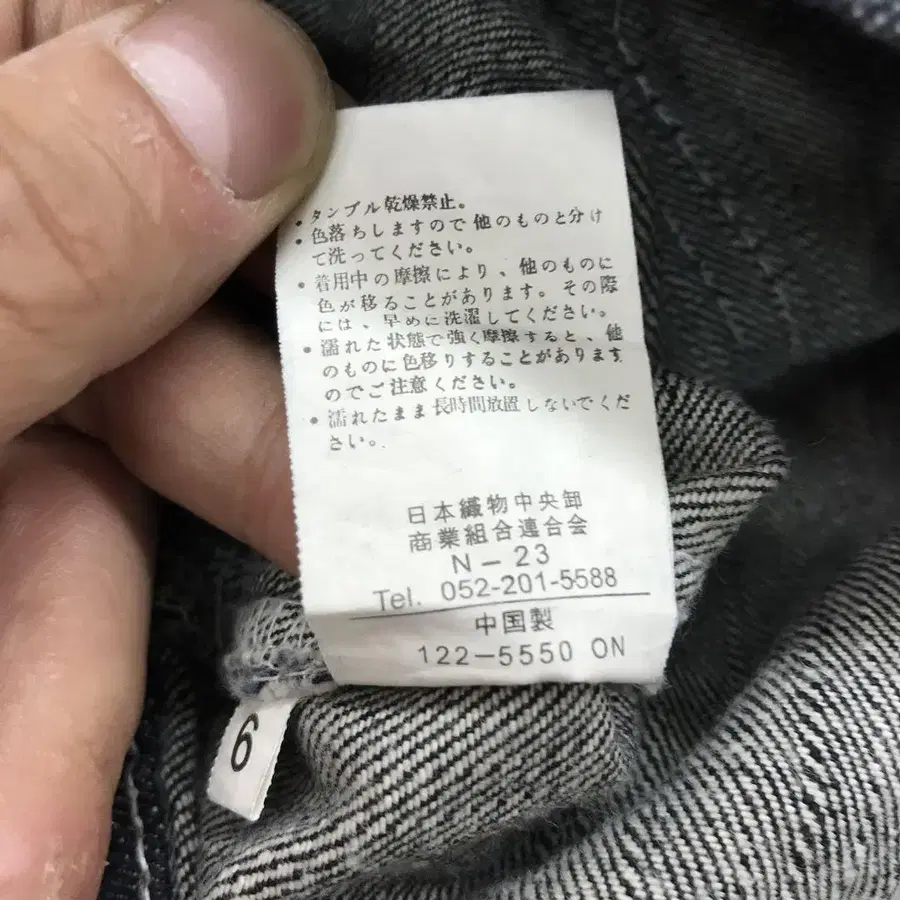 ・タンブル乾燥禁止。
・色落ちしますので他のものと分け
て洗ってください。
・着用中の摩擦により、他のものに
色が移ることがあります。その際
には、早めに洗濯してください。
・濡れた状態で強く摩擦すると、他
のものに色移りすることがあります
のでご注意ください。
・濡れたまま長時間放置しないでくだ
さい。
日本織物中央卸
商業組合連合会
N－23
Tel. 052-201-5588
中国製
122－5550 ON
6